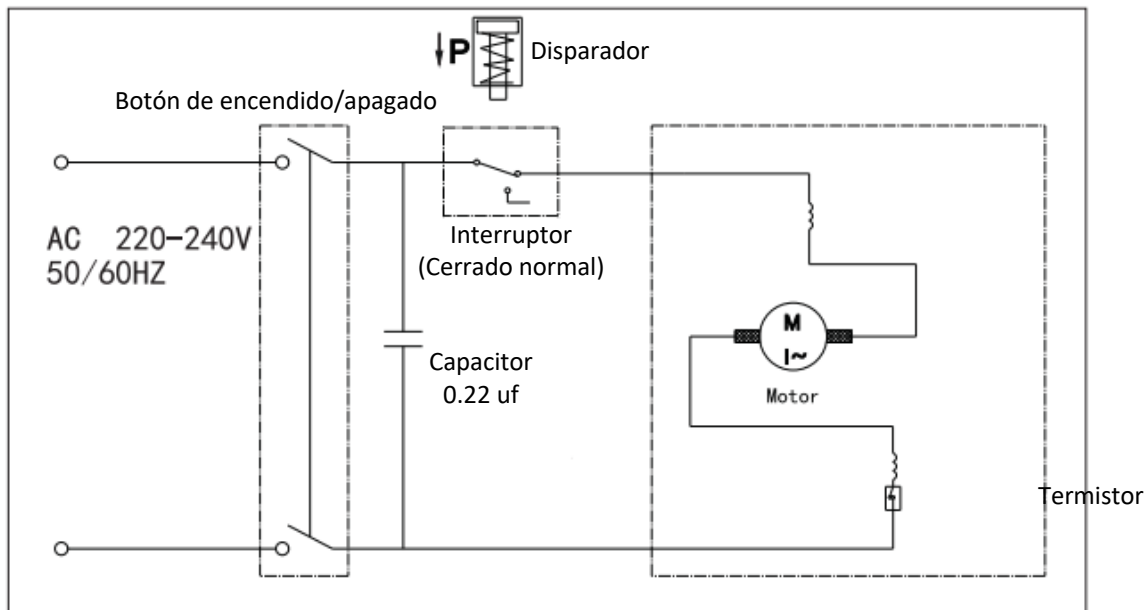 P
Disparador
Botón de encendido/apagado
AC 220-240V
50/60HZ
Interruptor
(Cerrado normal)
Capacitor
0.22 uf
M
I~
Motor
Termistor